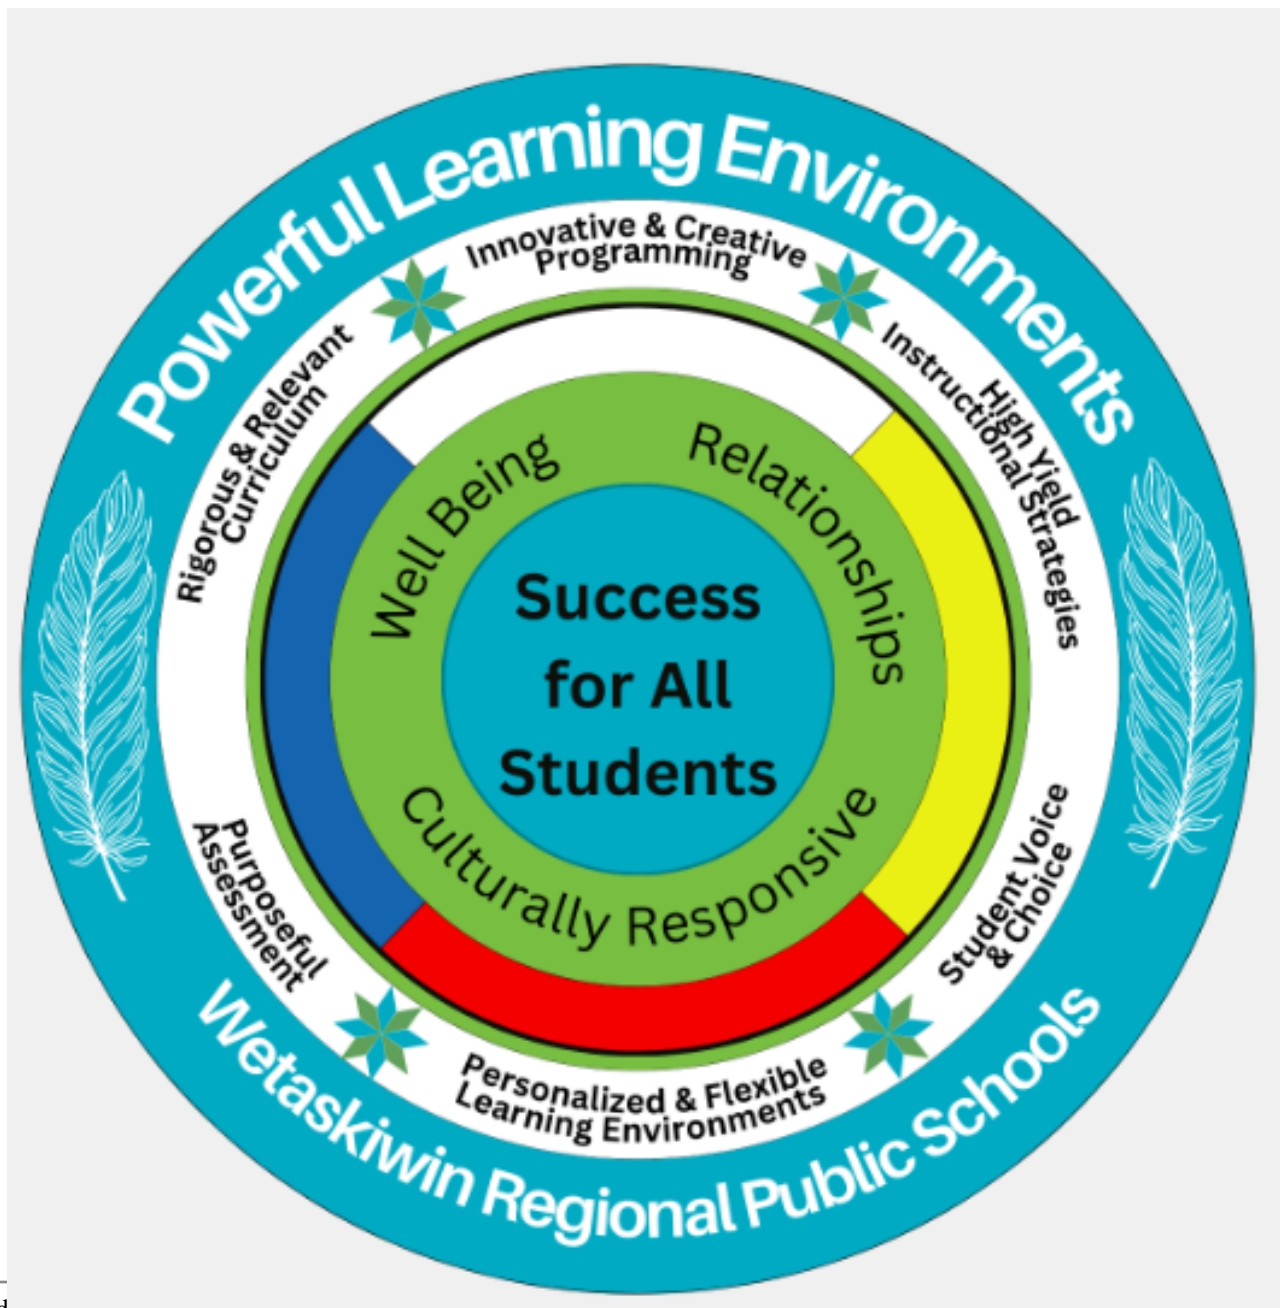 Powerful Learning Environments
Innovative & Creative
Programming
High Yield
Instructional Strategies
Student Voice
& Choice
Personalized & Flexible
Learning Environments
Purposeful
Assessment
Rigorous & Relevant
Curriculum
Well Being
Relationships
Culturally Responsive
Success
for All
Students
Wetaskiwin Regional Public Schools